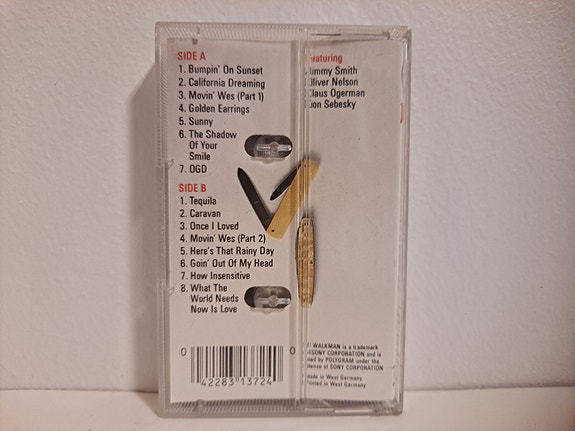 SIDE A
1. Bumpin' On Sunset
2. California Dreaming
3. Movin' Wes (Part 1)
4. Golden Earrings
5. Sunny
6. The Shadow
Of Your
Smile
7. OGD
SIDE B
1. Tequila
2. Caravan
3. Once I Loved
4. Movin' Wes (Part 2)
5. Here's That Rainy Day
6. Goin' Out Of My Head
7. How Insensitive
8. What The
World Needs
Now Is Love
0 42283 13724 0
eaturing
Jimmy Smith
Oliver Nelson
Claus Ogerman
Don Sebesky
WALKMAN is a trademark
SONY CORPORATION and is
by POLYGRAM under the
of SONY CORPORATION
Made in West Germany
Printed in West Germany